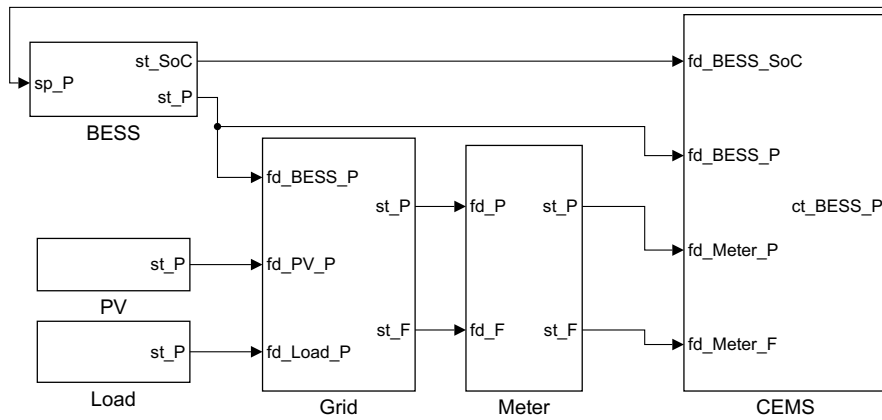 st_SoC
sp_P
st_P
BESS
fd_BESS_SoC
fd_BESS_P
ct_BESS_P
fd_Meter_P
fd_Meter_F
CEMS
fd_BESS_P
fd_PV_P
fd_Load_P
st_P
st_F
Grid
fd_P
fd_F
st_P
st_F
Meter
st_P
PV
st_P
Load